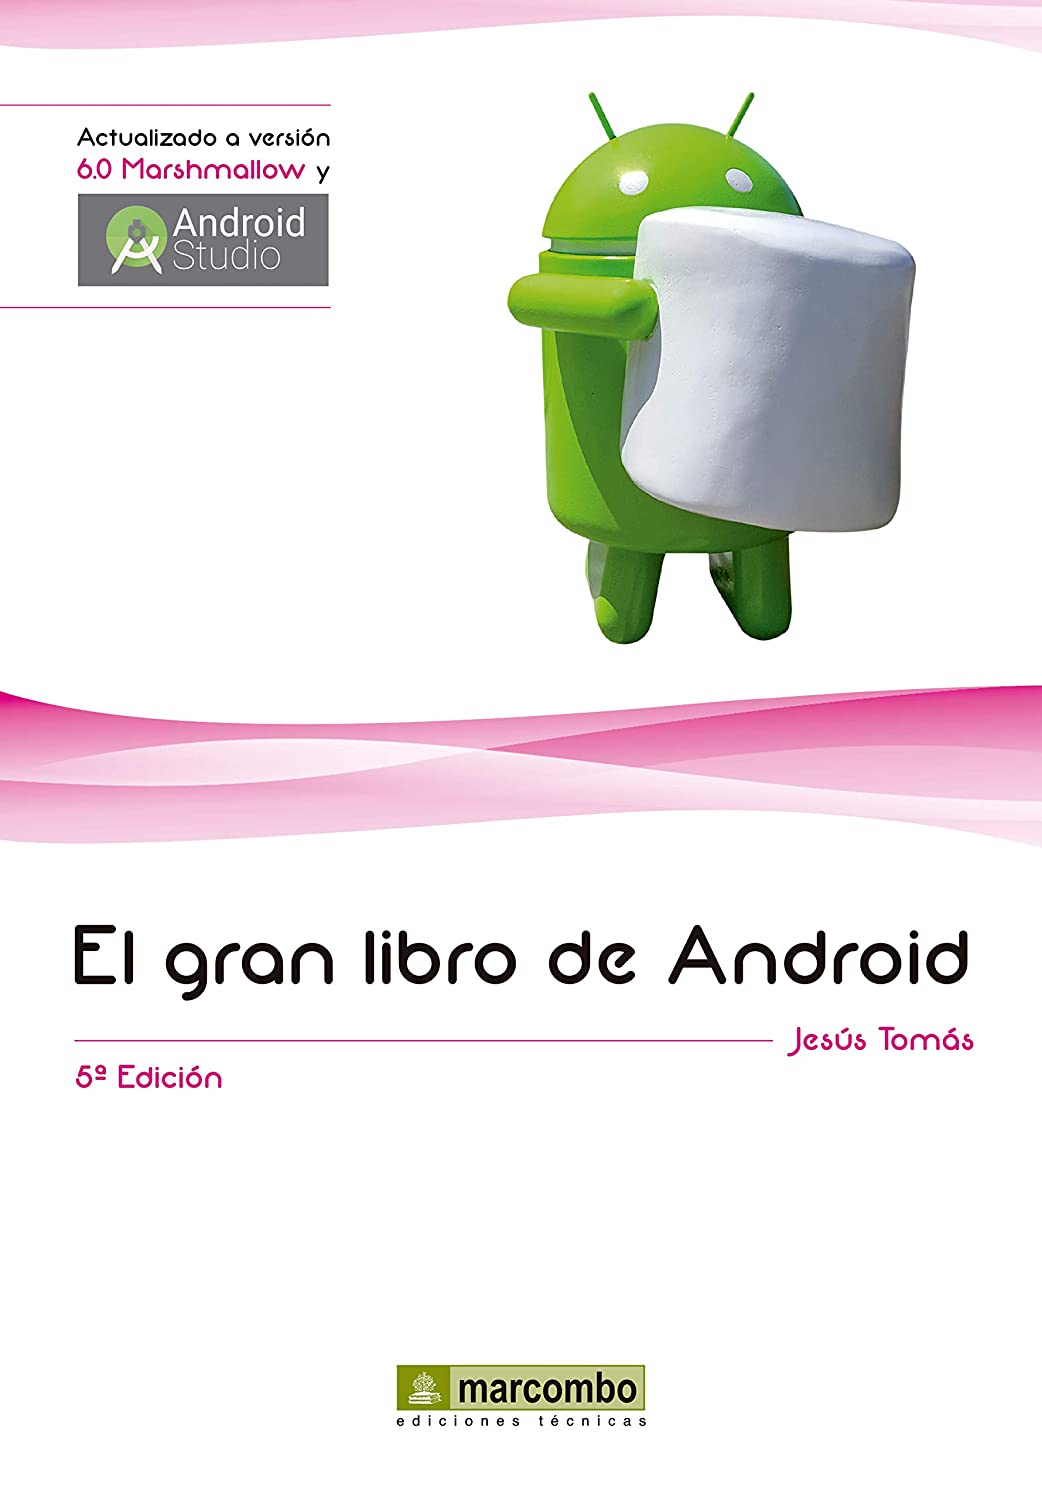 Actualizado a versión
6.0 Marshmallow y
Android
Studio
El gran libro de Android
Jesús Tomás
5ª Edición
marcombo
ediciones técnicas